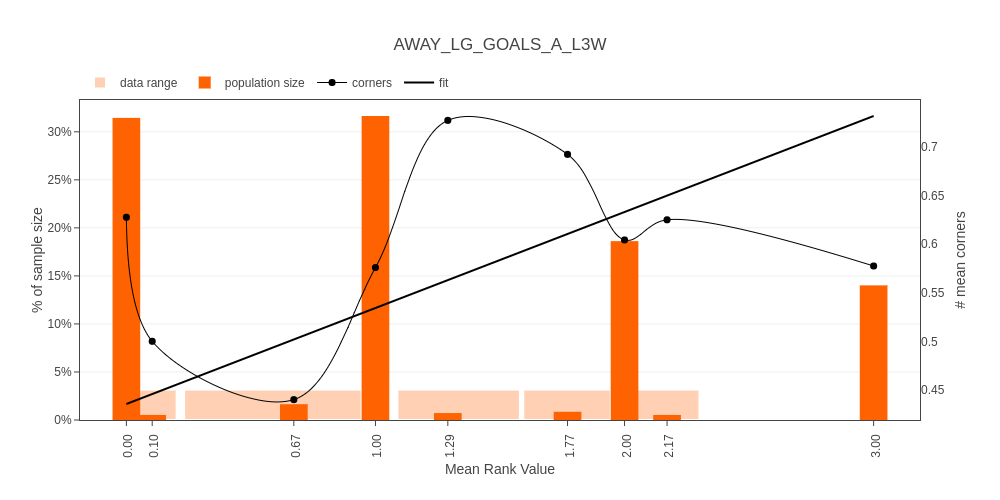 AWAY_LG_GOALS_A_L3W
data range population size corners fit
30%
25%
20%
15%
10%
5%
0%
% of sample size
0.7
0.65
0.6
0.55
0.5
0.45
# mean corners
0.00 0.10 0.67 1.00 1.29 1.77 2.00 2.17 3.00
Mean Rank Value